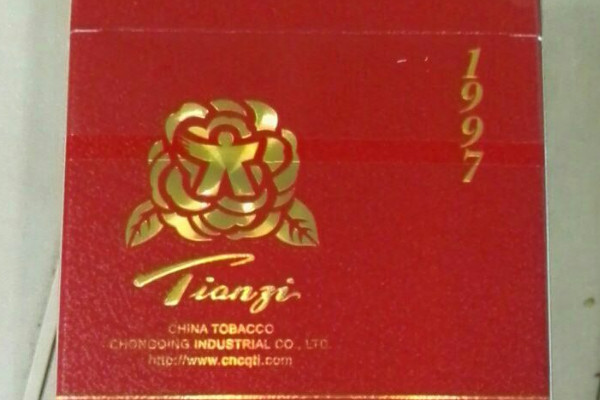 1997
Tianzi
CHINA TOBACCO
CHONGQING INDUSTRIAL CO., LTD.
http://www.cncqti.com